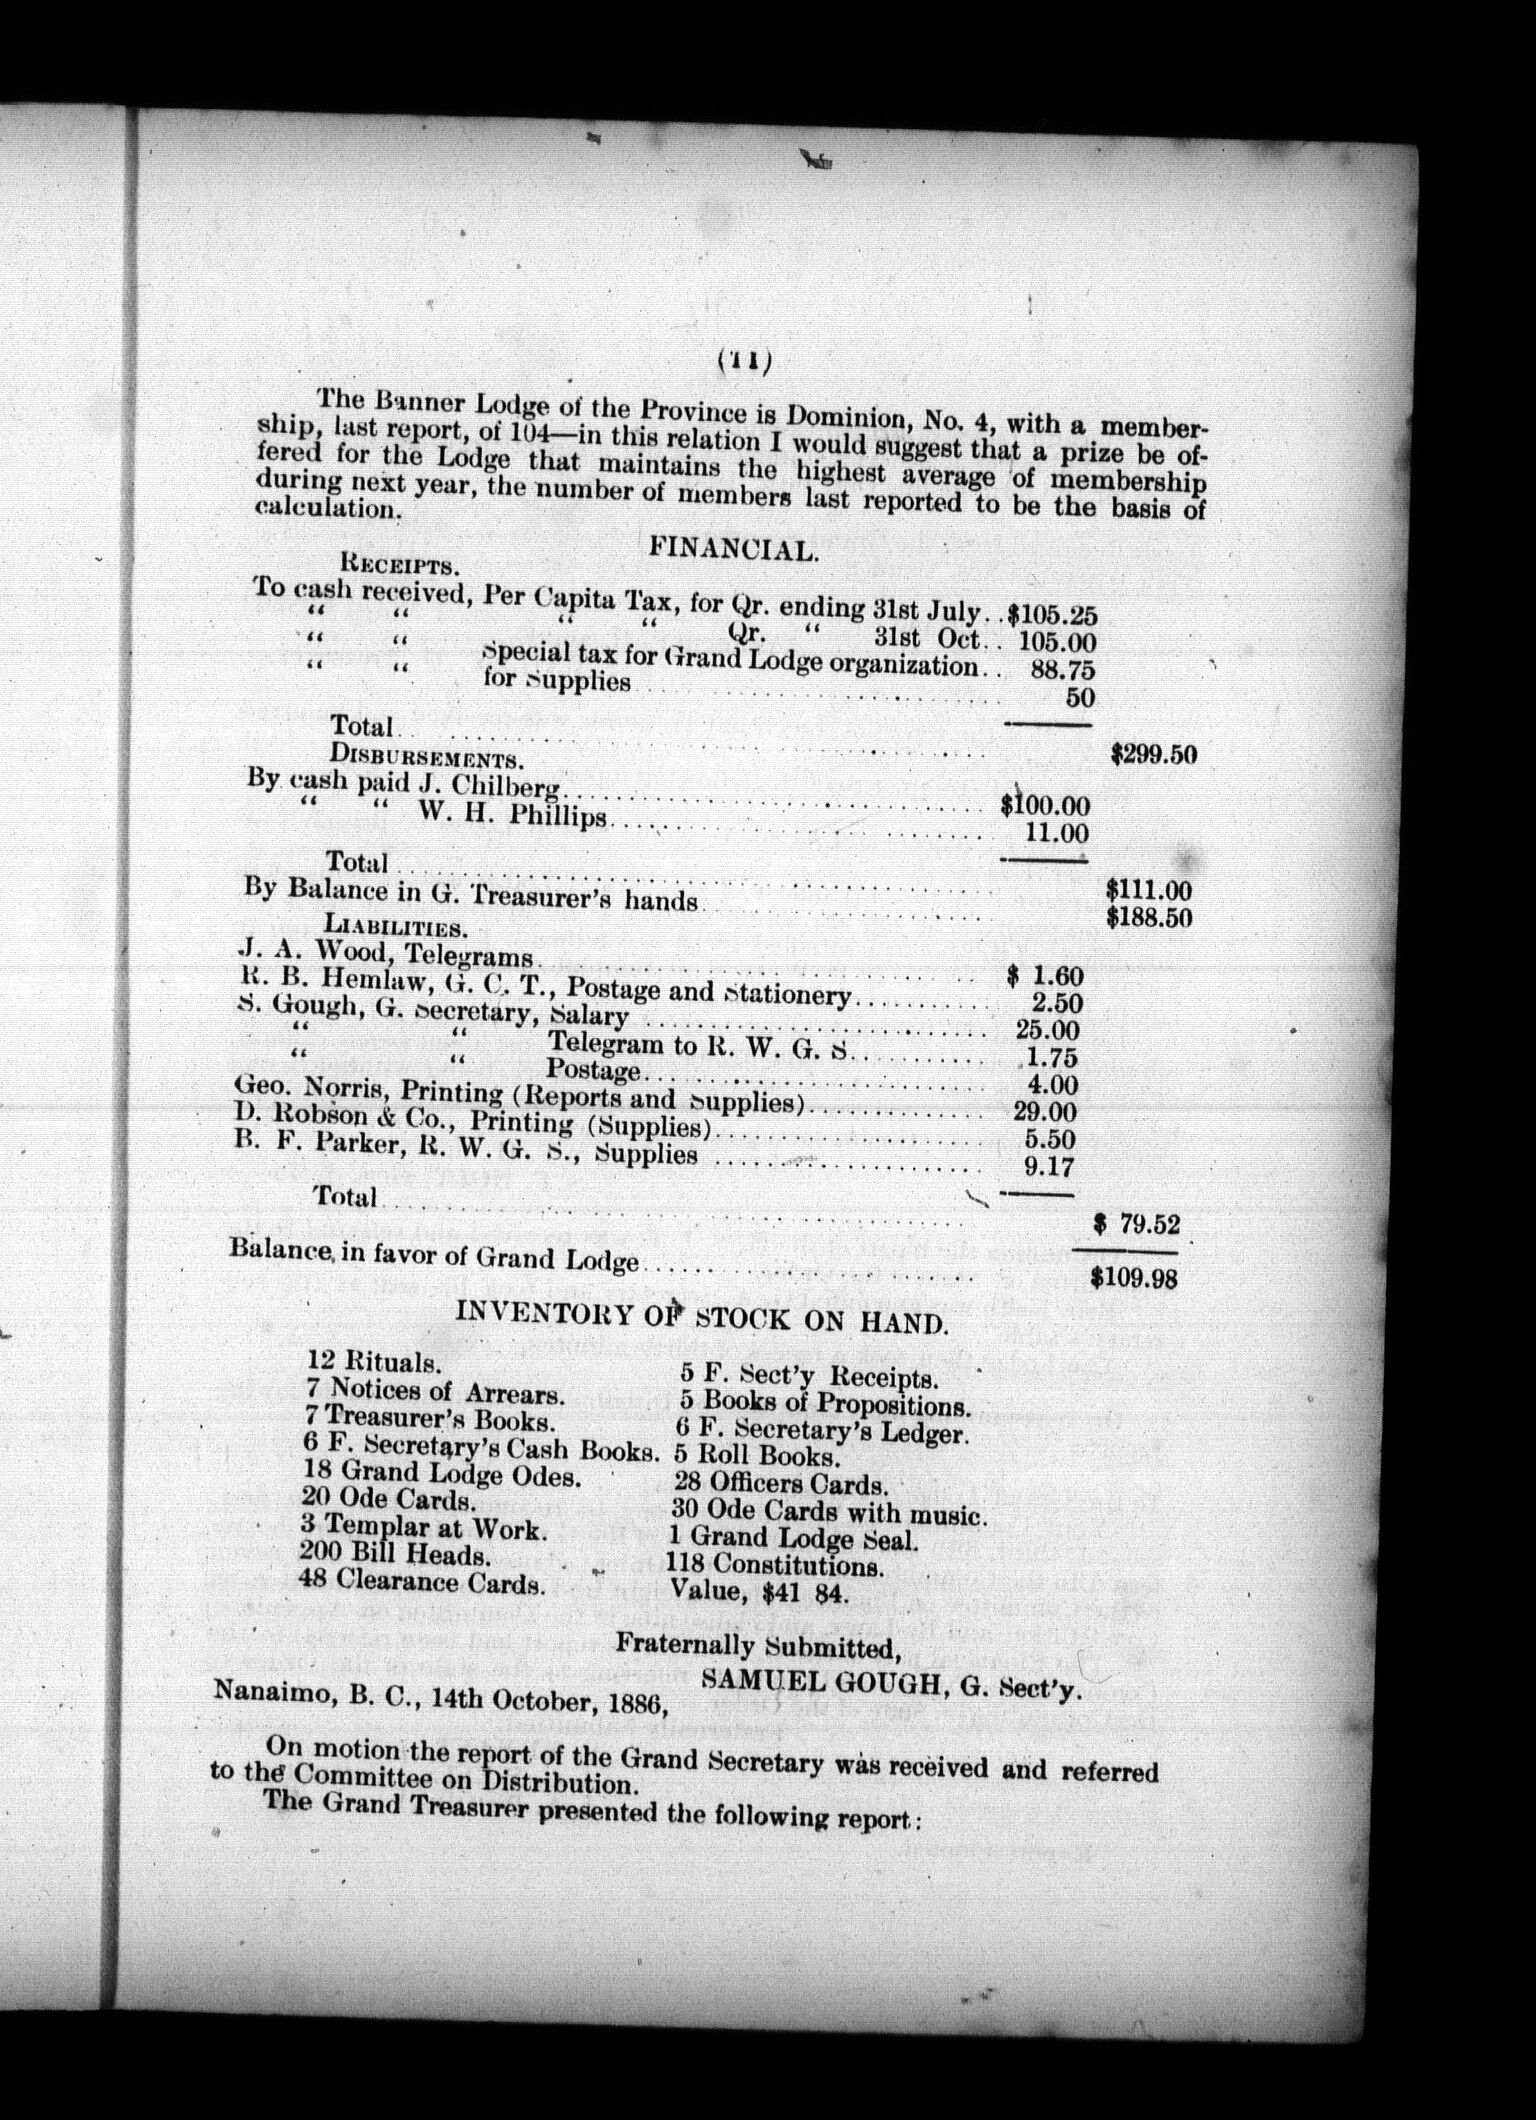 (11)
The Banner Lodge of the Province is Dominion, No. 4, with a member-
ship, last report, of 104—in this relation I would suggest that a prize be of-
fered for the Lodge that maintains the highest average of membership
during next year, the number of members last reported to be the basis of
calculation.
FINANCIAL.
RECEIPTS.
To cash received, Per Capita Tax, for Qr. ending 31st July..$105.25
“ “ “ “ Qr. “ 31st Oct.. 105.00
“ “ Special tax for Grand Lodge organization.. 88.75
“ “ for Supplies .......... 50
Total .......... $299.50
DISBURSEMENTS.
By cash paid J. Chilberg .......... $100.00
“ “ W. H. Phillips .......... 11.00
Total .......... $111.00
By Balance in G. Treasurer's hands .......... $188.50
LIABILITIES.
J. A. Wood, Telegrams .......... $ 1.60
R. B. Hemlaw, G. C. T., Postage and Stationery .......... 2.50
S. Gough, G. Secretary, Salary .......... 25.00
“ “ Telegram to R. W. G. S. .......... 1.75
“ “ Postage .......... 4.00
Geo. Norris, Printing (Reports and Supplies) .......... 29.00
D. Robson & Co., Printing (Supplies) .......... 5.50
B. F. Parker, R. W. G. S., Supplies .......... 9.17
Total .......... $ 79.52
Balance in favor of Grand Lodge .......... $109.98
INVENTORY OF STOCK ON HAND.
12 Rituals. 5 F. Sect'y Receipts.
7 Notices of Arrears. 5 Books of Propositions.
7 Treasurer's Books. 6 F. Secretary's Ledger.
6 F. Secretary's Cash Books. 5 Roll Books.
18 Grand Lodge Odes. 28 Officers Cards.
20 Ode Cards. 30 Ode Cards with music.
3 Templar at Work. 1 Grand Lodge Seal.
200 Bill Heads. 118 Constitutions.
48 Clearance Cards. Value, $41 84.
Fraternally Submitted,
SAMUEL GOUGH, G. Sect'y.
Nanaimo, B. C., 14th October, 1886,
On motion the report of the Grand Secretary was received and referred
to the Committee on Distribution.
The Grand Treasurer presented the following report: